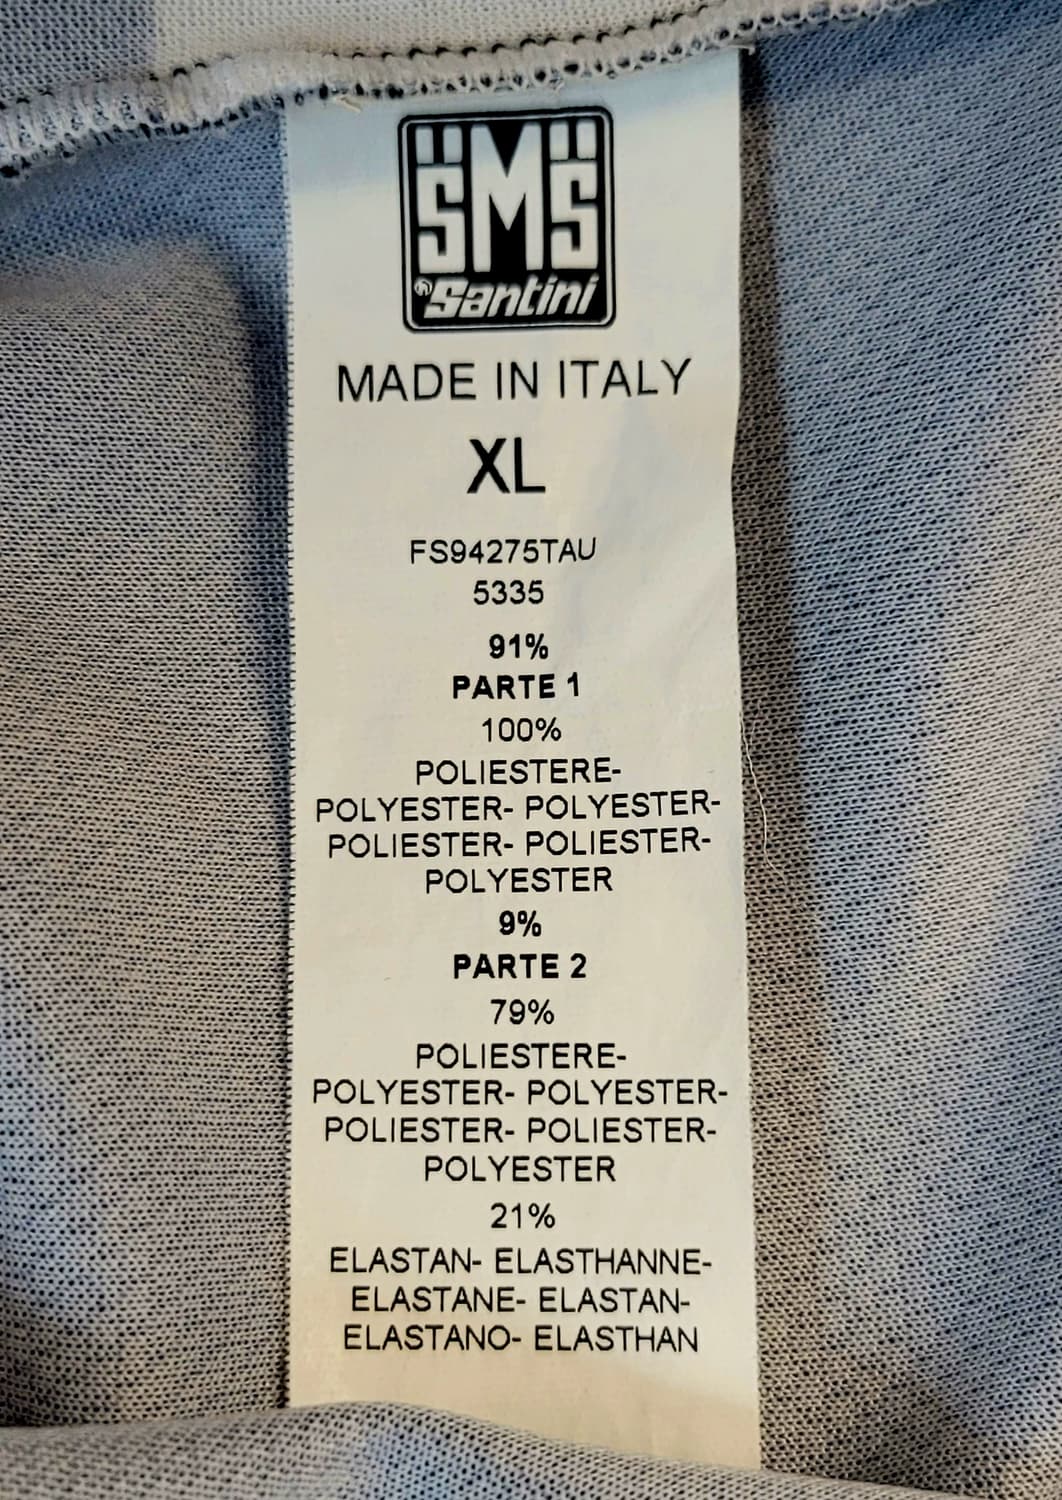 SMS
Santini
MADE IN ITALY
XL
FS94275TAU
5335
91%
PARTE 1
100%
POLIESTERE-
POLYESTER- POLYESTER-
POLIESTER- POLIESTER-
POLYESTER
9%
PARTE 2
79%
POLIESTERE-
POLYESTER- POLYESTER-
POLIESTER- POLIESTER-
POLYESTER
21%
ELASTAN- ELASTHANNE-
ELASTANE- ELASTAN-
ELASTANO- ELASTHAN